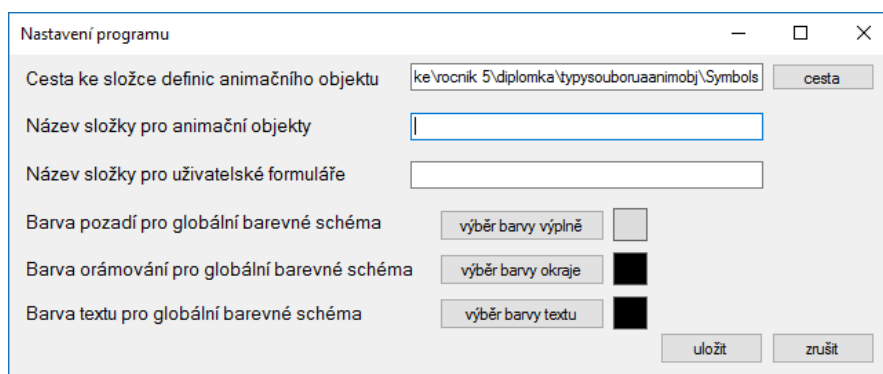 Nastavení programu
Cesta ke složce definic animačního objektu ke\rocnik 5\diplomka\typysouboruaanimobj\Symbols cesta
Název složky pro animační objekty
Název složky pro uživatelské formuláře
Barva pozadí pro globální barevné schéma výběr barvy výplně
Barva orámování pro globální barevné schéma výběr barvy okraje
Barva textu pro globální barevné schéma výběr barvy textu
uložit zrušit